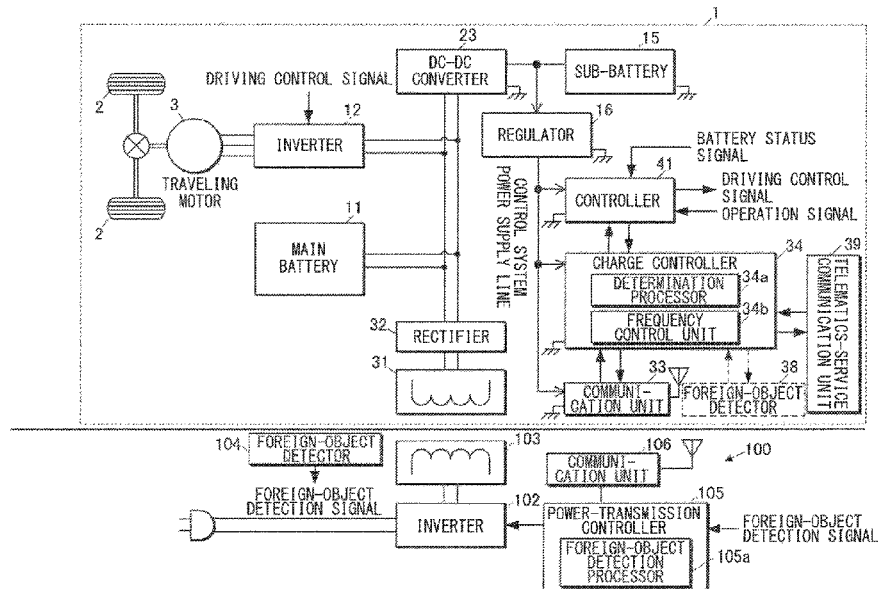 1
23
DC-DC
CONVERTER
15
SUB-BATTERY
2
3
DRIVING CONTROL SIGNAL
12
INVERTER
TRAVELING
MOTOR
2
16
REGULATOR
BATTERY STATUS
SIGNAL
41
CONTROLLER
DRIVING CONTROL
SIGNAL
OPERATION SIGNAL
CONTROL SYSTEM
POWER SUPPLY LINE
11
MAIN
BATTERY
34
CHARGE CONTROLLER
DETERMINATION
PROCESSOR
34a
FREQUENCY
CONTROL UNIT
34b
39
TELEMATICS-SERVICE
COMMUNICATION UNIT
32
RECTIFIER
31
33
COMMUNI-
CATION UNIT
38
FOREIGN-OBJECT
DETECTOR
104
FOREIGN-OBJECT
DETECTOR
103
106
COMMUNI-
CATION UNIT
100
FOREIGN-OBJECT
DETECTION SIGNAL
102
INVERTER
105
POWER-TRANSMISSION
CONTROLLER
FOREIGN-OBJECT
DETECTION
PROCESSOR
105a
FOREIGN-OBJECT
DETECTION SIGNAL